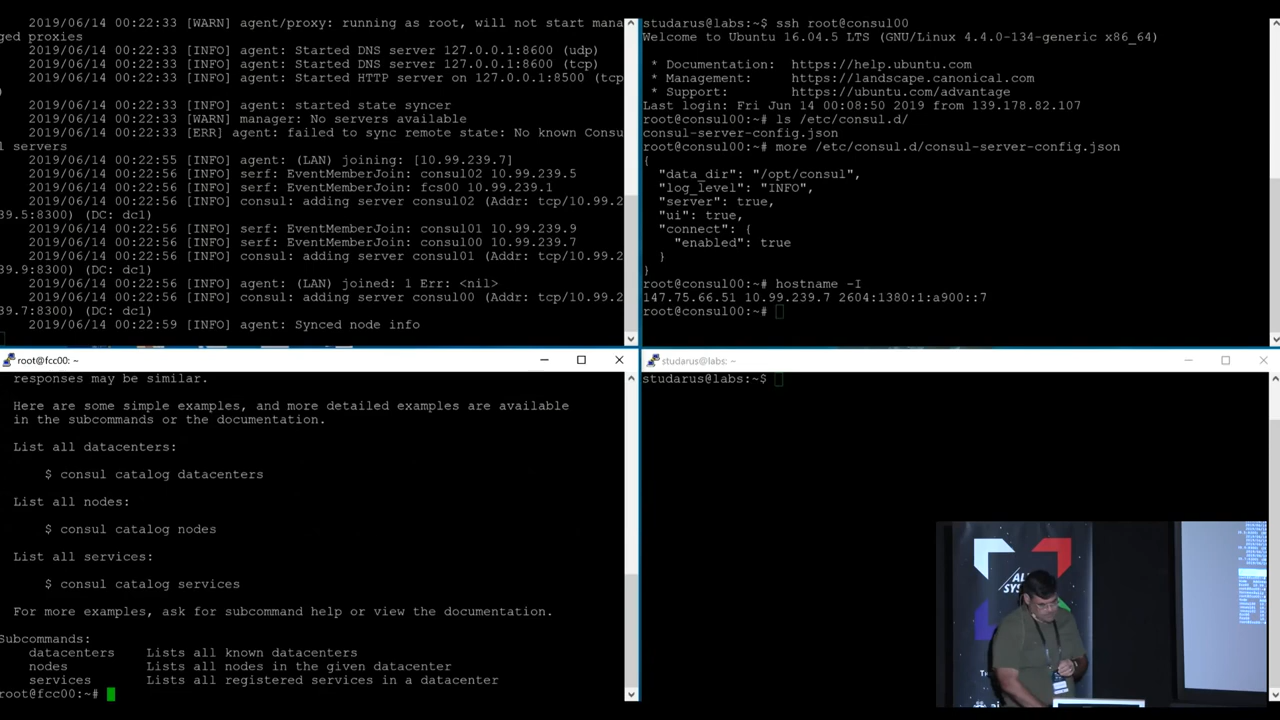 2019/06/14 00:22:33 [WARN] agent/proxy: running as root, will not start mana
ged proxies
2019/06/14 00:22:33 [INFO] agent: Started DNS server 127.0.0.1:8600 (udp)
2019/06/14 00:22:33 [INFO] agent: Started DNS server 127.0.0.1:8600 (tcp)
2019/06/14 00:22:33 [INFO] agent: Started HTTP server on 127.0.0.1:8500 (tcp
)
2019/06/14 00:22:33 [INFO] agent: started state syncer
2019/06/14 00:22:33 [WARN] manager: No servers available
2019/06/14 00:22:33 [ERR] agent: failed to sync remote state: No known Consu
l servers
2019/06/14 00:22:55 [INFO] agent: (LAN) joining: [10.99.239.7]
2019/06/14 00:22:56 [INFO] serf: EventMemberJoin: consul02 10.99.239.5
2019/06/14 00:22:56 [INFO] serf: EventMemberJoin: fcs00 10.99.239.1
2019/06/14 00:22:56 [INFO] consul: adding server consul02 (Addr: tcp/10.99.2
39.5:8300) (DC: dc1)
2019/06/14 00:22:56 [INFO] serf: EventMemberJoin: consul01 10.99.239.9
2019/06/14 00:22:56 [INFO] serf: EventMemberJoin: consul00 10.99.239.7
2019/06/14 00:22:56 [INFO] consul: adding server consul01 (Addr: tcp/10.99.2
39.9:8300) (DC: dc1)
2019/06/14 00:22:56 [INFO] agent: (LAN) joined: 1 Err: <nil>
2019/06/14 00:22:56 [INFO] consul: adding server consul00 (Addr: tcp/10.99.2
39.7:8300) (DC: dc1)
2019/06/14 00:22:59 [INFO] agent: Synced node info
studarus@labs:~$ ssh root@consul00
Welcome to Ubuntu 16.04.5 LTS (GNU/Linux 4.4.0-134-generic x86_64)
* Documentation: https://help.ubuntu.com
* Management: https://landscape.canonical.com
* Support: https://ubuntu.com/advantage
Last login: Fri Jun 14 00:08:50 2019 from 139.178.82.107
root@consul00:~# ls /etc/consul.d/
consul-server-config.json
root@consul00:~# more /etc/consul.d/consul-server-config.json
{
"data_dir": "/opt/consul",
"log_level": "INFO",
"server": true,
"ui": true,
"connect": {
"enabled": true
}
}
root@consul00:~# hostname -I
147.75.66.51 10.99.239.7 2604:1380:1:a900::7
root@consul00:~#
root@fcc00: ~
responses may be similar.
Here are some simple examples, and more detailed examples are available
in the subcommands or the documentation.
List all datacenters:
$ consul catalog datacenters
List all nodes:
$ consul catalog nodes
List all services:
$ consul catalog services
For more examples, ask for subcommand help or view the documentation.
Subcommands:
datacenters Lists all known datacenters
nodes Lists all nodes in the given datacenter
services Lists all registered services in a datacenter
root@fcc00:~#
studarus@labs: ~
studarus@labs:~$